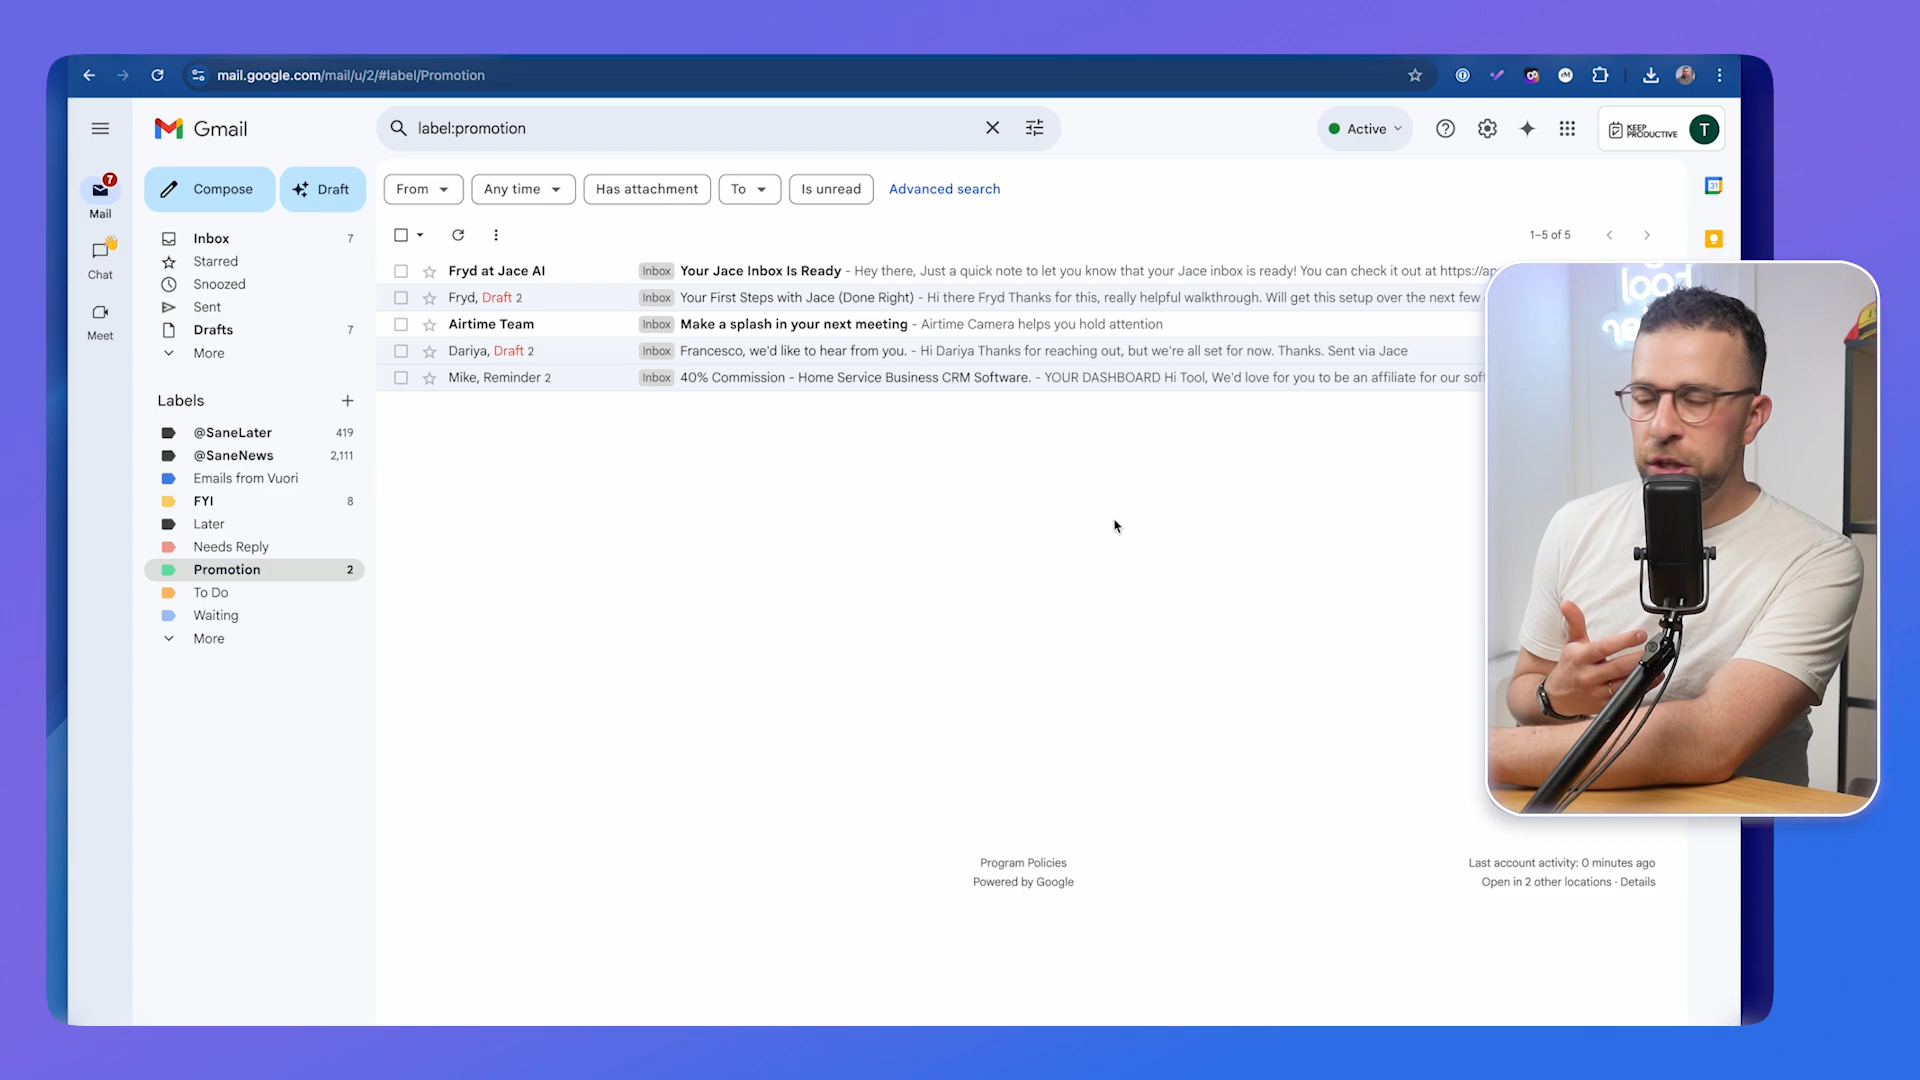 mail.google.com/mail/u/2/#label/Promotion
Gmail
label:promotion
Active
KEEP
PRODUCTIVE
T
7
Mail
Chat
Meet
Compose
Draft
From
Any time
Has attachment
To
Is unread
Advanced search
1–5 of 5
31
Inbox 7
Starred
Snoozed
Sent
Drafts 7
More
Labels
@SaneLater 419
@SaneNews 2,111
Emails from Vuori
FYI 8
Later
Needs Reply
Promotion 2
To Do
Waiting
More
Fryd at Jace AI Inbox Your Jace Inbox Is Ready - Hey there, Just a quick note to let you know that your Jace inbox is ready! You can check it out at https://ap
Fryd, Draft 2 Inbox Your First Steps with Jace (Done Right) - Hi there Fryd Thanks for this, really helpful walkthrough. Will get this setup over the next few
Airtime Team Inbox Make a splash in your next meeting - Airtime Camera helps you hold attention
Dariya, Draft 2 Inbox Francesco, we'd like to hear from you. - Hi Dariya Thanks for reaching out, but we're all set for now. Thanks. Sent via Jace
Mike, Reminder 2 Inbox 40% Commission - Home Service Business CRM Software. - YOUR DASHBOARD Hi Tool, We'd love for you to be an affiliate for our sof
Program Policies
Powered by Google
Last account activity: 0 minutes ago
Open in 2 other locations · Details